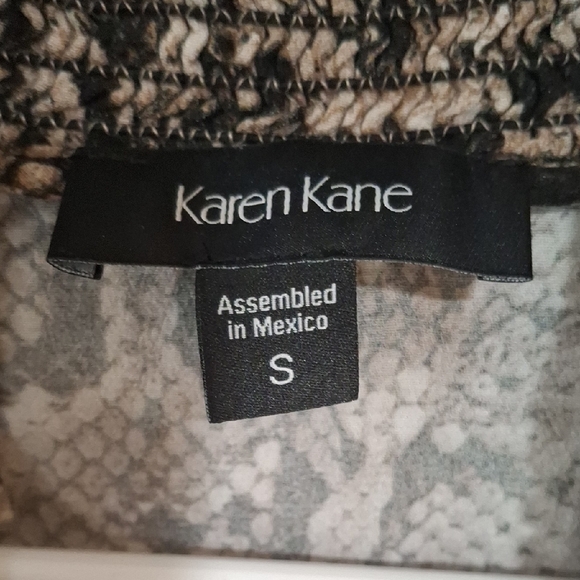 Karen Kane
Assembled
in Mexico
S